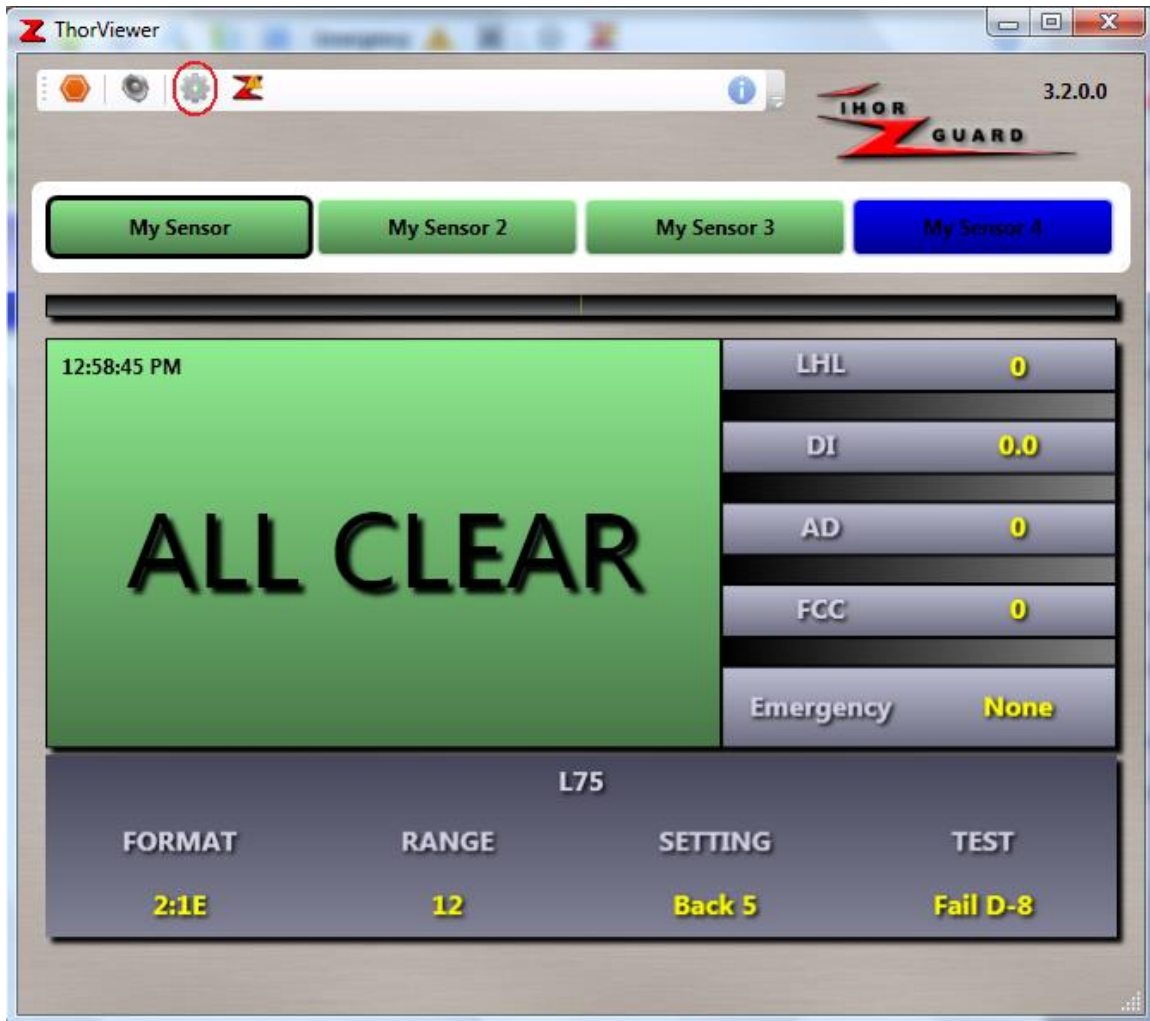 ThorViewer
3.2.0.0
THOR
GUARD
My Sensor My Sensor 2 My Sensor 3 My Sensor 4
12:58:45 PM
ALL CLEAR
LHL 0
DI 0.0
AD 0
FCC 0
Emergency None
L75
FORMAT RANGE SETTING TEST
2:1E 12 Back 5 Fail D-8